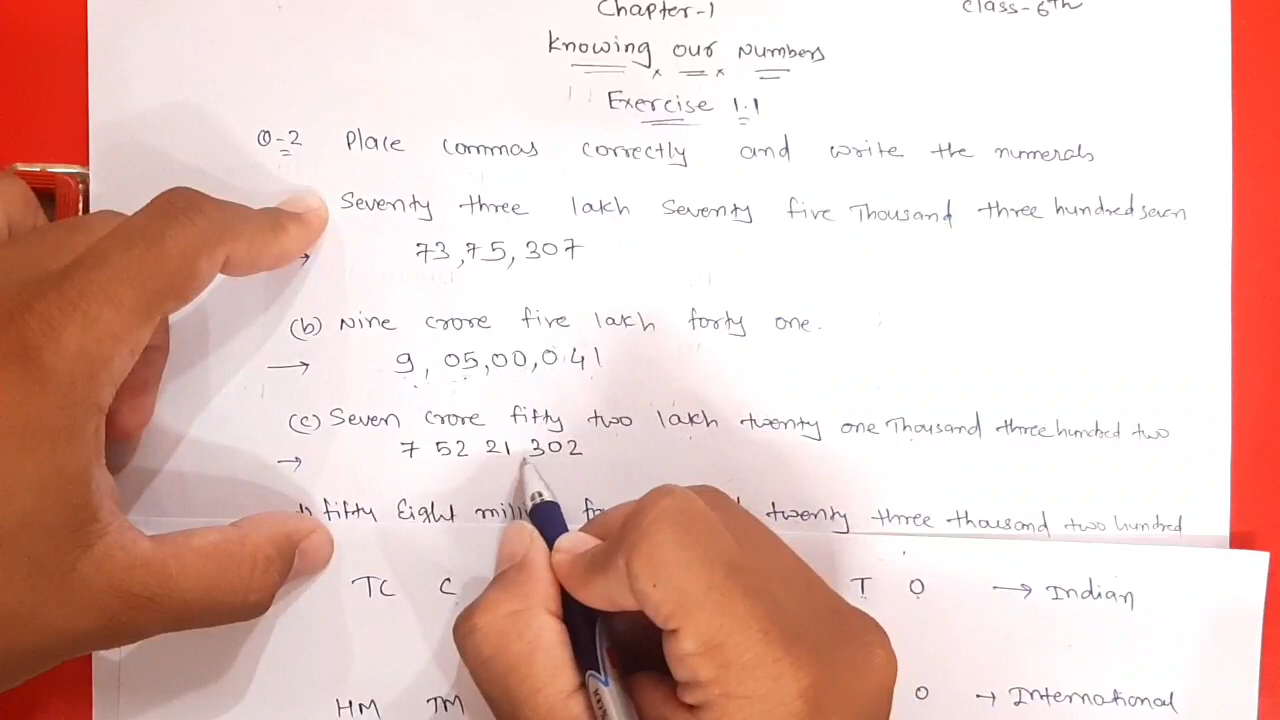 Chapter-1 Class-6th
Knowing our Numbers
Exercise 1.1
Q-2 Place commas correctly and write the numerals
Seventy three lakh Seventy five Thousand three hundred seven
→ 73,75,307
(b) Nine crore five lakh forty one.
→ 9, 05,00,041
(c) Seven crore fifty two lakh twenty one Thousand three hundred two
→ 7 52 21 302
fifty Eight twenty three thousand two hundred
TC C T O → Indian
HM TM O → International